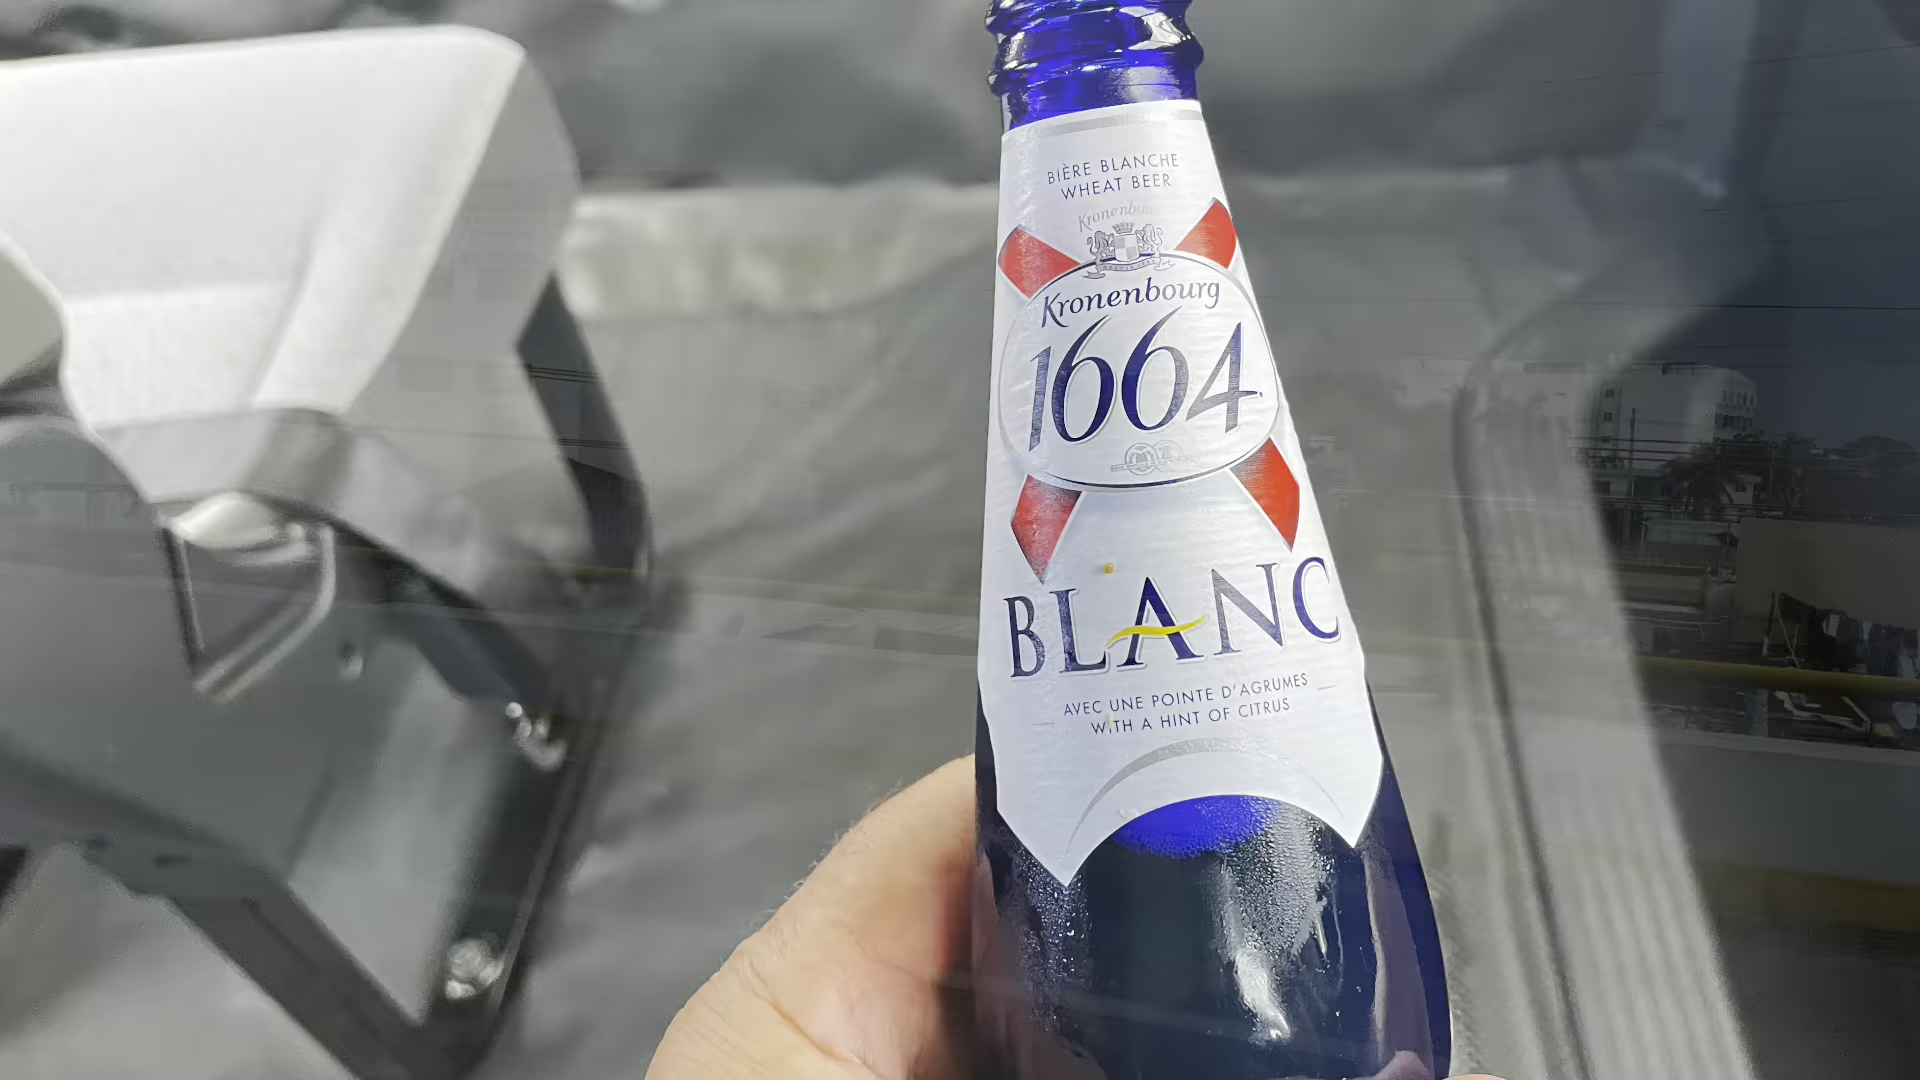 BIÈRE BLANCHE
WHEAT BEER
Kronenbourg
1664
BLANC
AVEC UNE POINTE D'AGRUMES
WITH A HINT OF CITRUS